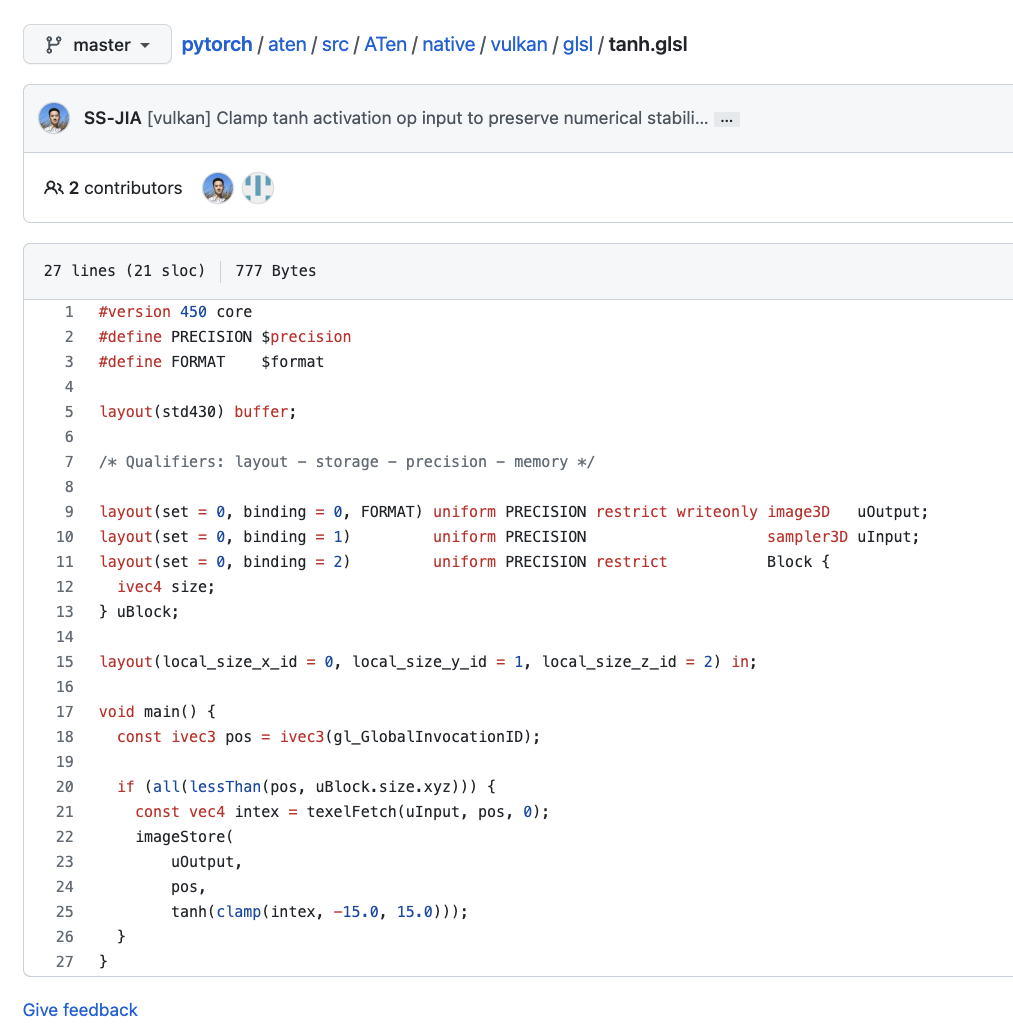 master pytorch / aten / src / ATen / native / vulkan / glsl / tanh.glsl
SS-JIA [vulkan] Clamp tanh activation op input to preserve numerical stabili... ...
2 contributors
27 lines (21 sloc) 777 Bytes
1 #version 450 core
2 #define PRECISION $precision
3 #define FORMAT    $format
4
5 layout(std430) buffer;
6
7 /* Qualifiers: layout - storage - precision - memory */
8
9 layout(set = 0, binding = 0, FORMAT) uniform PRECISION restrict writeonly image3D   uOutput;
10 layout(set = 0, binding = 1)         uniform PRECISION                    sampler3D uInput;
11 layout(set = 0, binding = 2)         uniform PRECISION restrict           Block {
12   ivec4 size;
13 } uBlock;
14
15 layout(local_size_x_id = 0, local_size_y_id = 1, local_size_z_id = 2) in;
16
17 void main() {
18   const ivec3 pos = ivec3(gl_GlobalInvocationID);
19
20   if (all(lessThan(pos, uBlock.size.xyz))) {
21     const vec4 intex = texelFetch(uInput, pos, 0);
22     imageStore(
23         uOutput,
24         pos,
25         tanh(clamp(intex, -15.0, 15.0)));
26   }
27 }
Give feedback